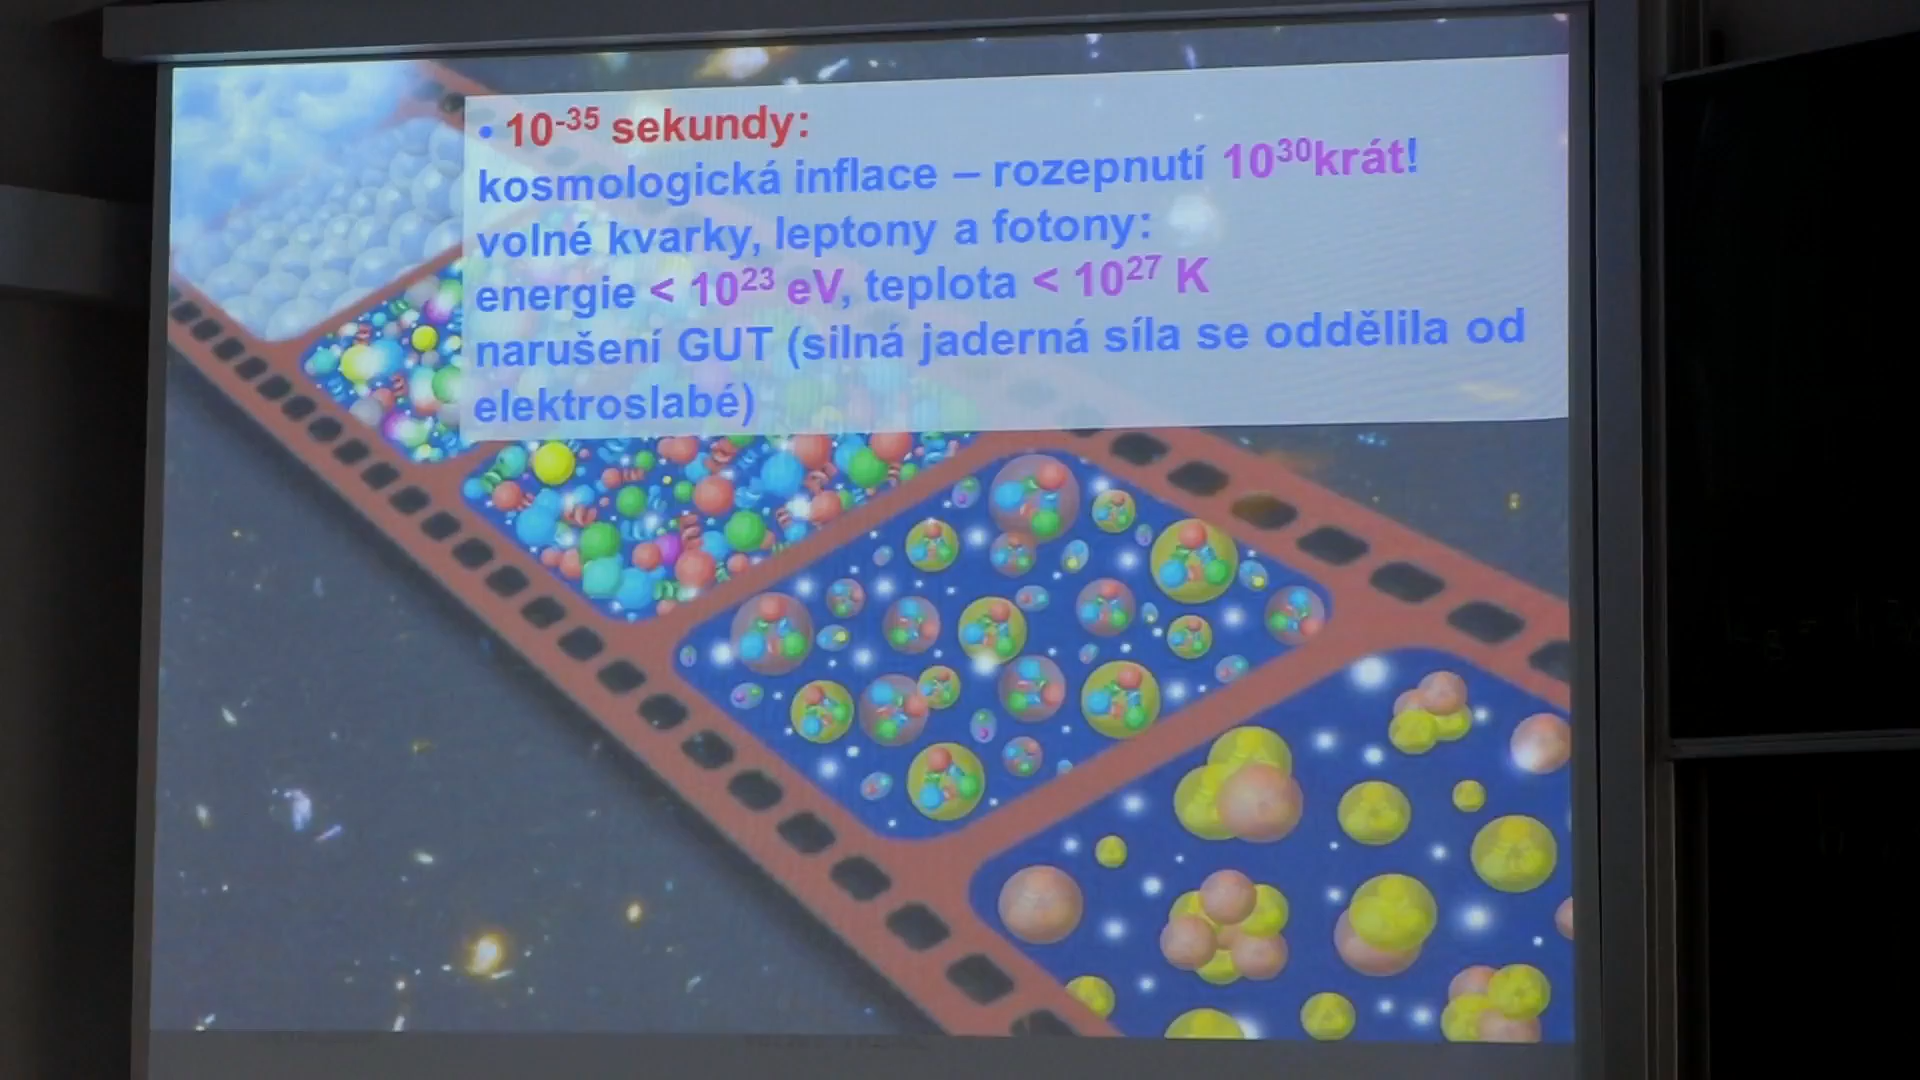 • 10⁻³⁵ sekundy:
kosmologická inflace – rozepnutí 10³⁰krát!
volné kvarky, leptony a fotony:
energie < 10²³ eV, teplota < 10²⁷ K
narušení GUT (silná jaderná síla se oddělila od
elektroslabé)